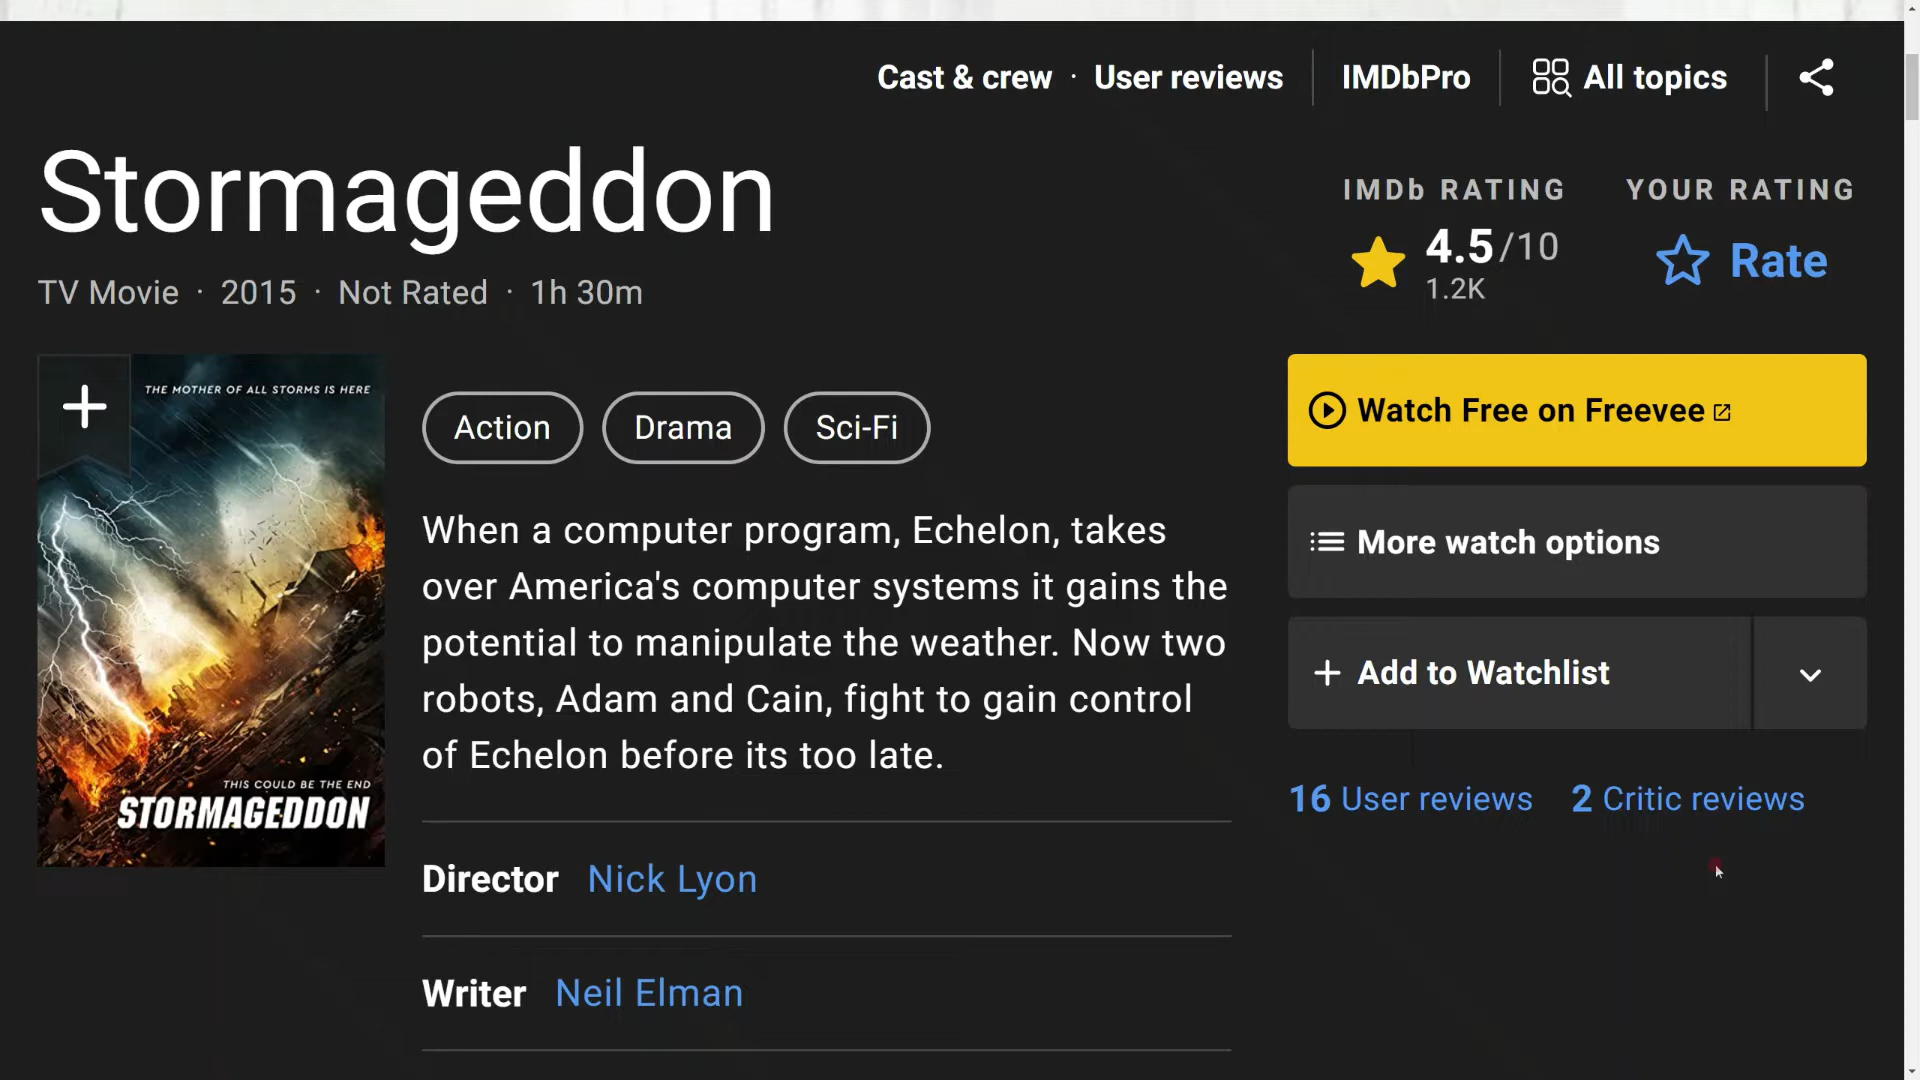 Cast & crew · User reviews IMDbPro All topics
Stormageddon
TV Movie · 2015 · Not Rated · 1h 30m
IMDb RATING
4.5/10
1.2K
YOUR RATING
Rate
THE MOTHER OF ALL STORMS IS HERE
THIS COULD BE THE END
STORMAGEDDON
Action Drama Sci-Fi
When a computer program, Echelon, takes
over America's computer systems it gains the
potential to manipulate the weather. Now two
robots, Adam and Cain, fight to gain control
of Echelon before its too late.
Director Nick Lyon
Writer Neil Elman
Watch Free on Freevee
More watch options
Add to Watchlist
16 User reviews 2 Critic reviews